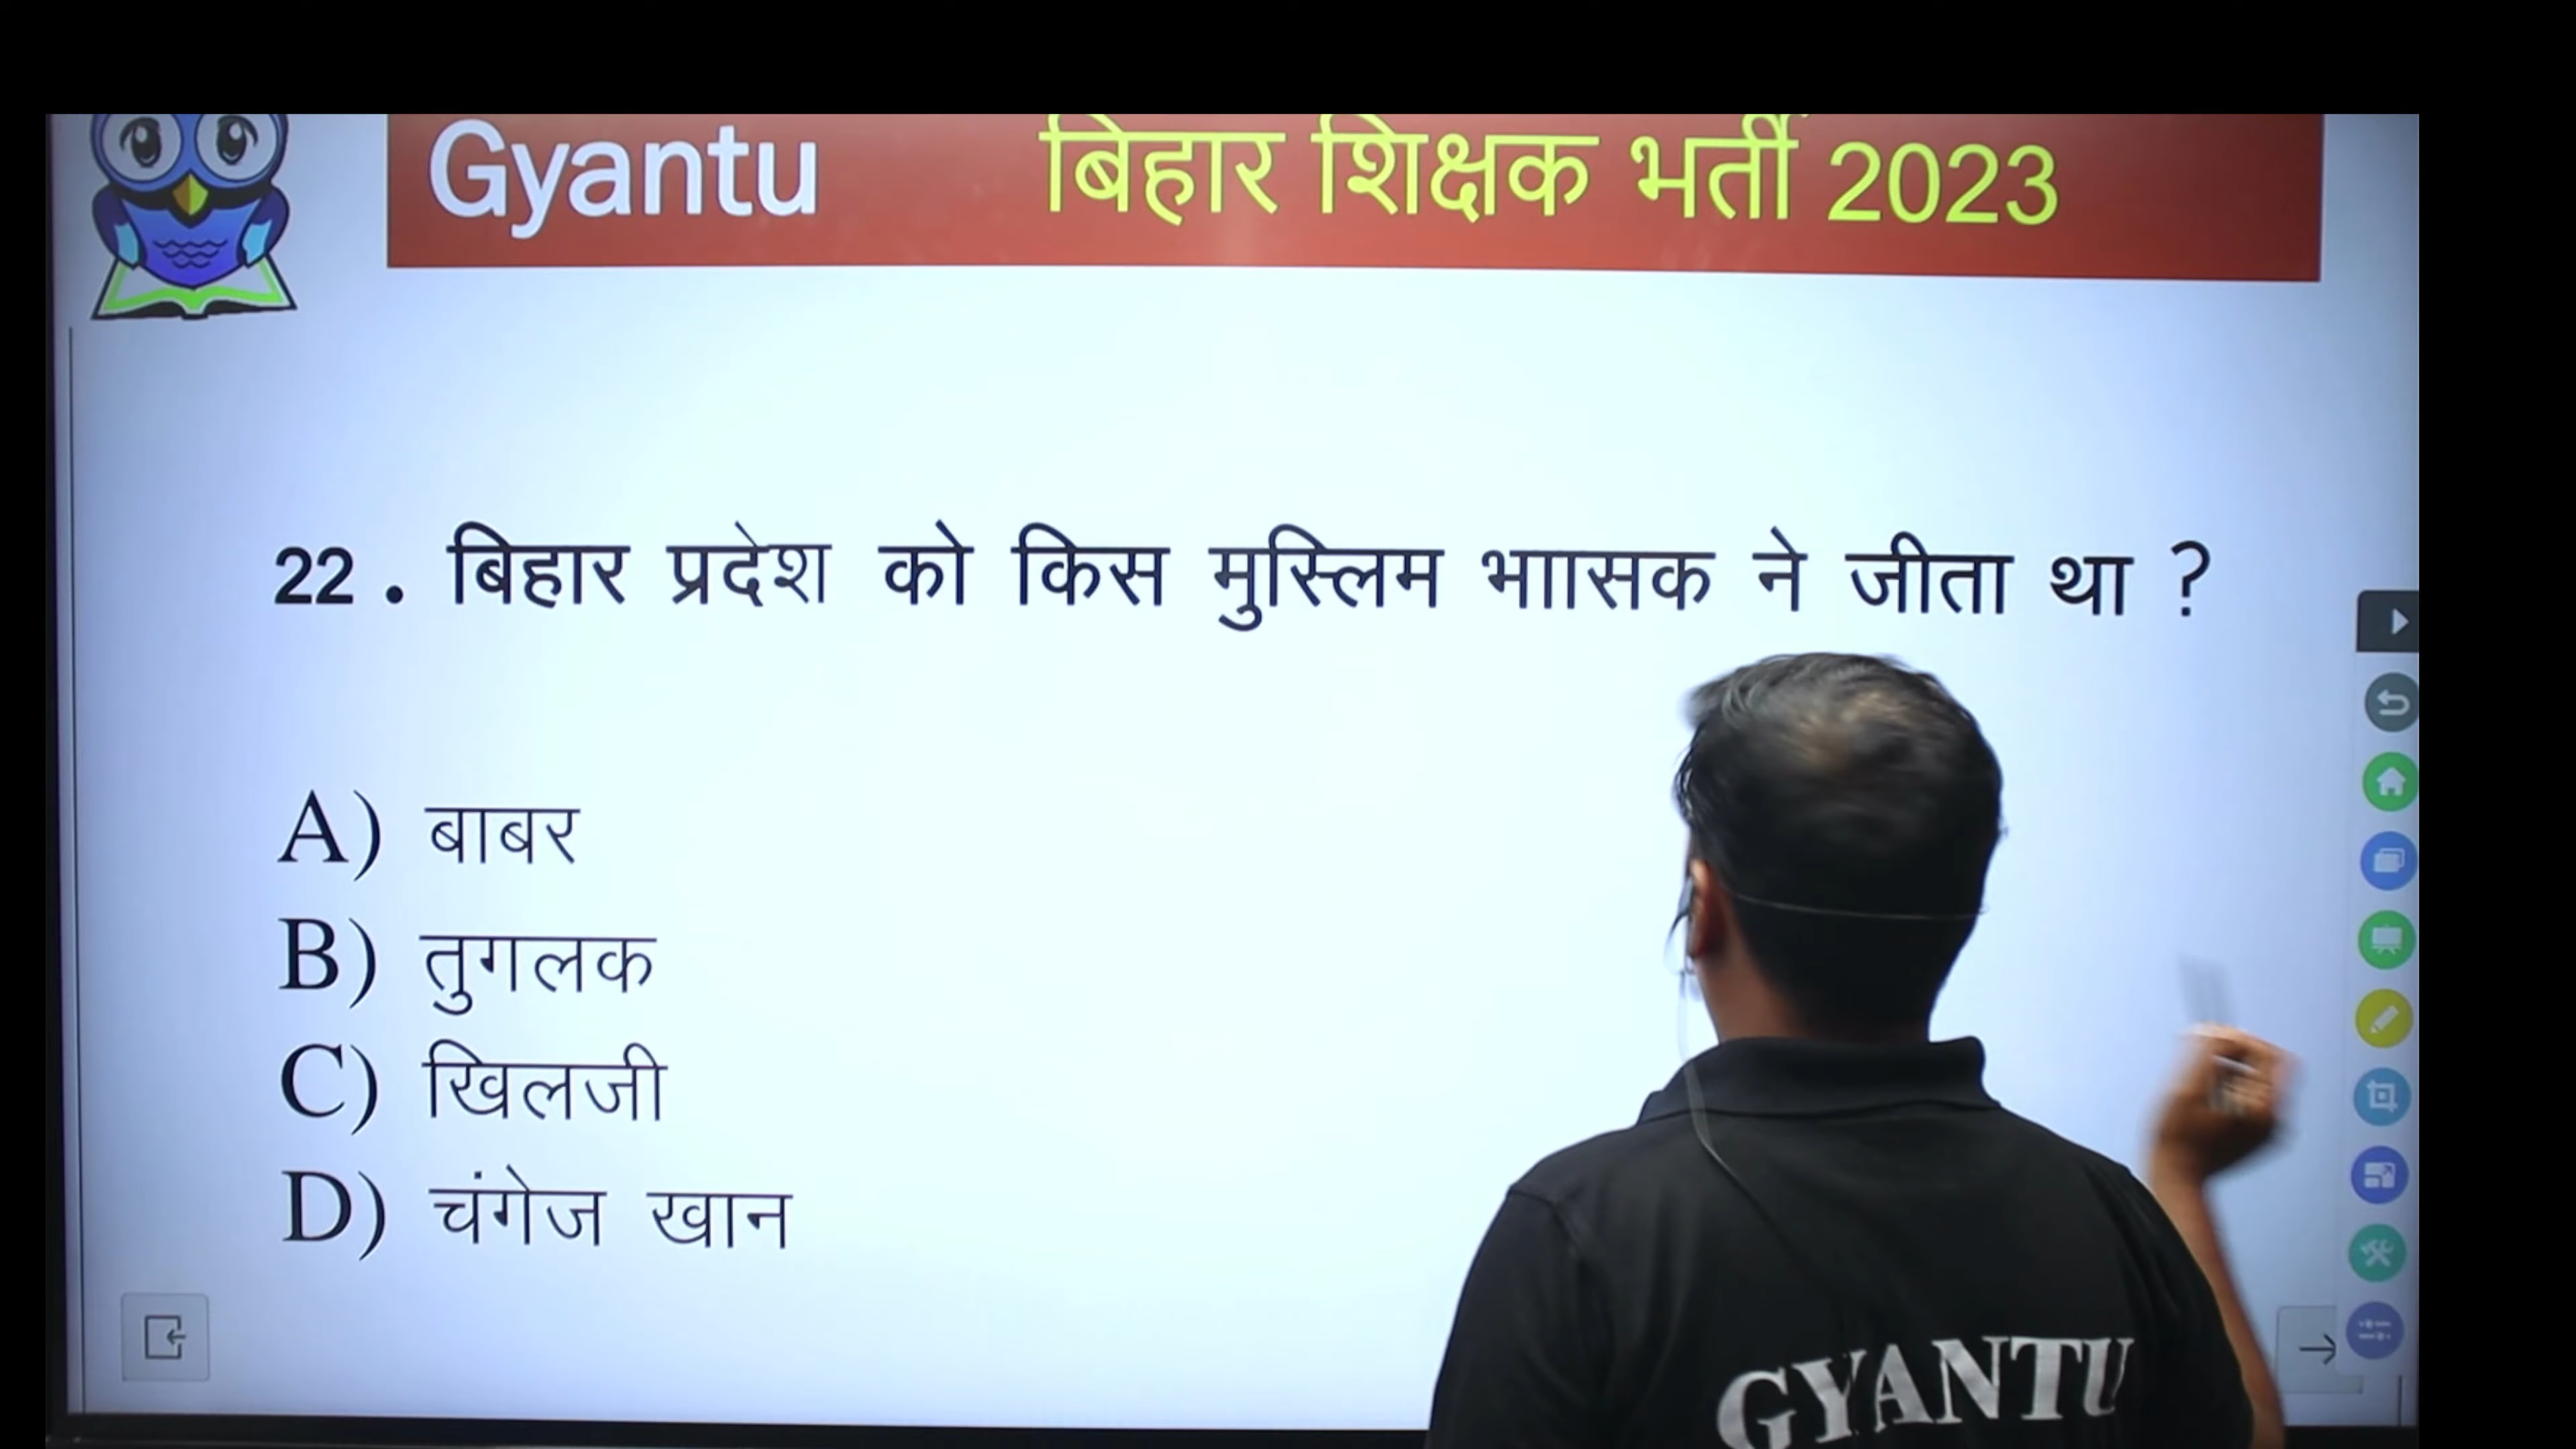 Gyantu बिहार शिक्षक भर्ती 2023
22 . बिहार प्रदेश को किस मुस्लिम भाासक ने जीता था ?
A) बाबर
B) तुगलक
C) खिलजी
D) चंगेज खान
GYANTU